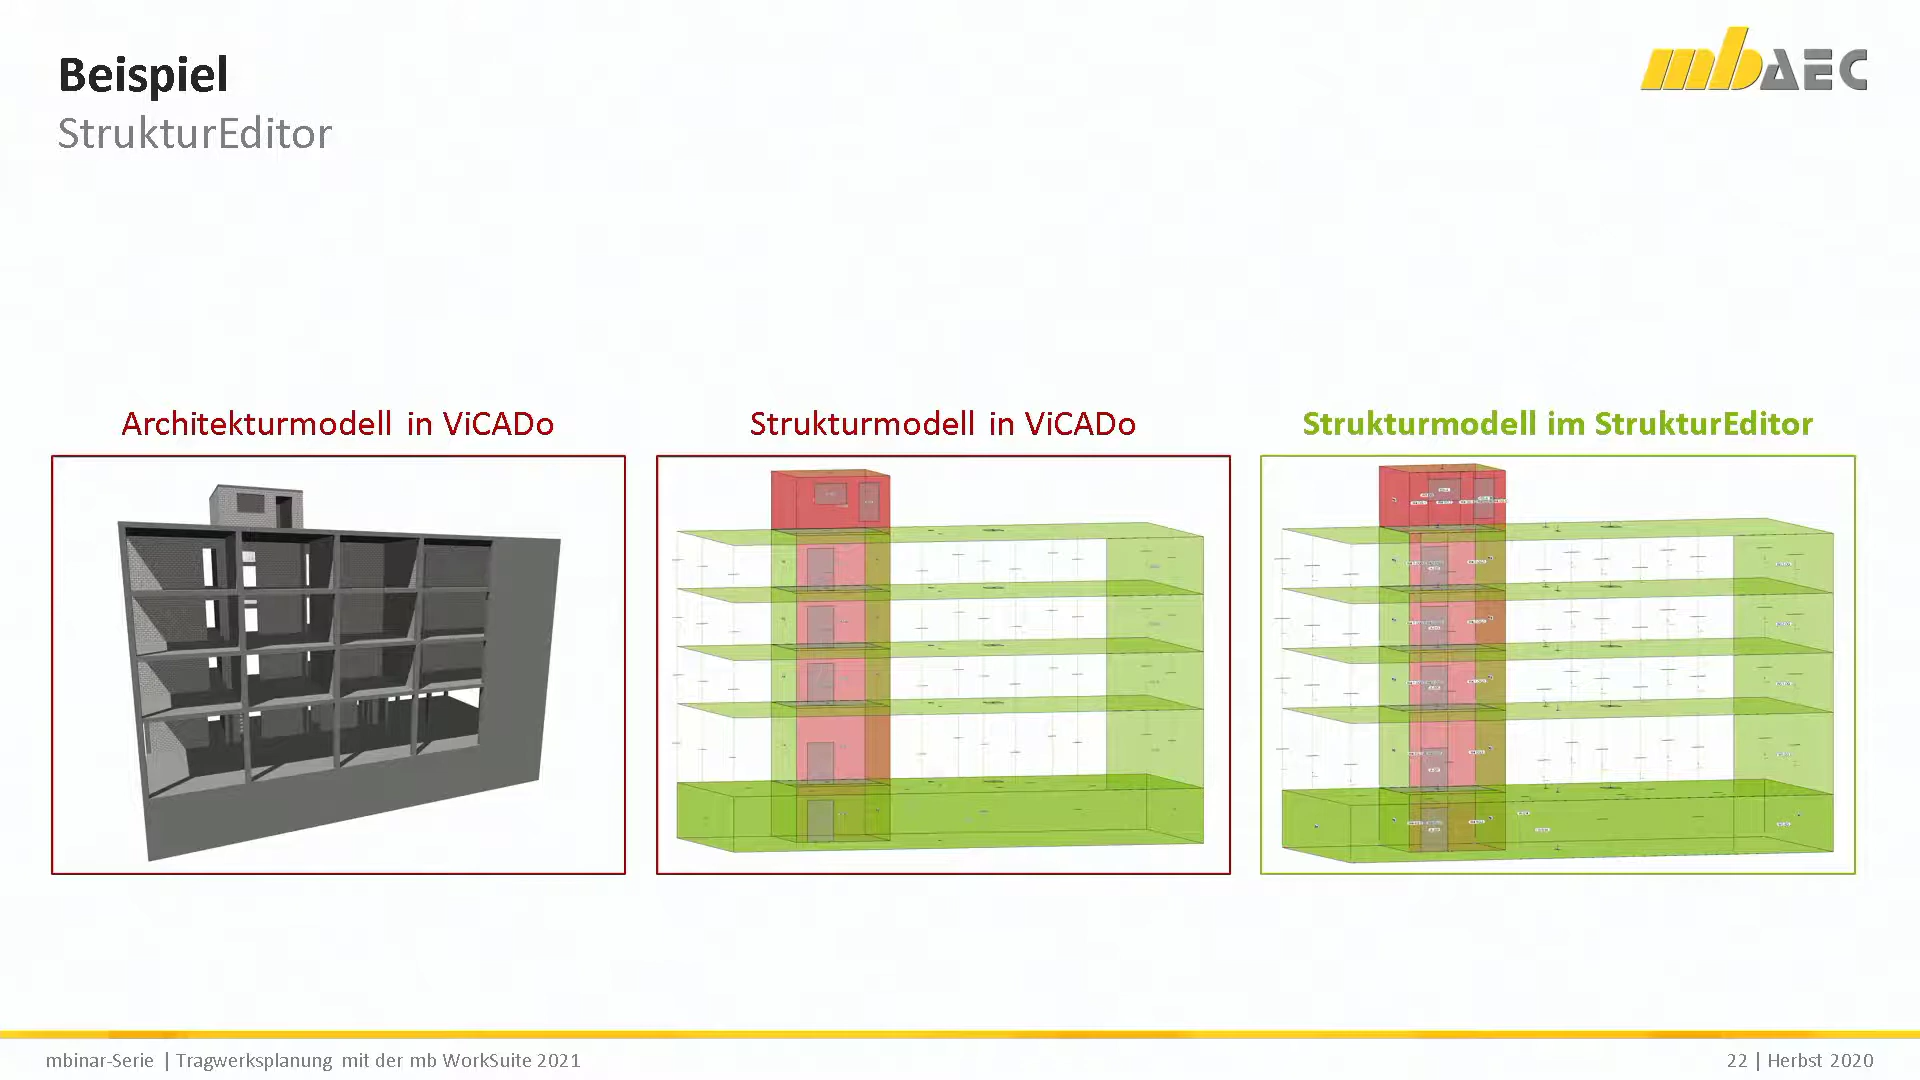 Beispiel
StrukturEditor
mbAEC
Architekturmodell in ViCADo
Strukturmodell in ViCADo
Strukturmodell im StrukturEditor
mbinar-Serie | Tragwerksplanung mit der mb WorkSuite 2021
22 | Herbst 2020